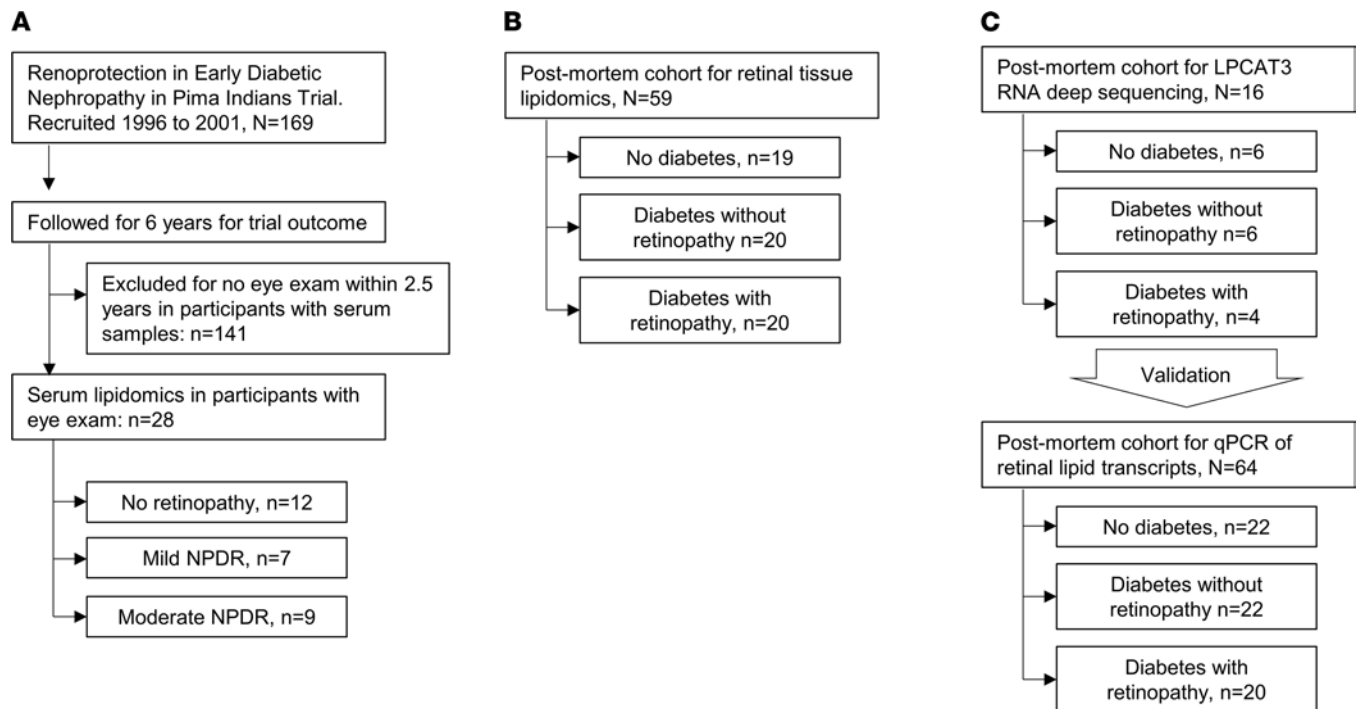 A
Renoprotection in Early Diabetic
Nephropathy in Pima Indians Trial.
Recruited 1996 to 2001, N=169
Followed for 6 years for trial outcome
Excluded for no eye exam within 2.5
years in participants with serum
samples: n=141
Serum lipidomics in participants with
eye exam: n=28
No retinopathy, n=12
Mild NPDR, n=7
Moderate NPDR, n=9
B
Post-mortem cohort for retinal tissue
lipidomics, N=59
No diabetes, n=19
Diabetes without
retinopathy n=20
Diabetes with
retinopathy, n=20
C
Post-mortem cohort for LPCAT3
RNA deep sequencing, N=16
No diabetes, n=6
Diabetes without
retinopathy n=6
Diabetes with
retinopathy, n=4
Validation
Post-mortem cohort for qPCR of
retinal lipid transcripts, N=64
No diabetes, n=22
Diabetes without
retinopathy n=22
Diabetes with
retinopathy, n=20